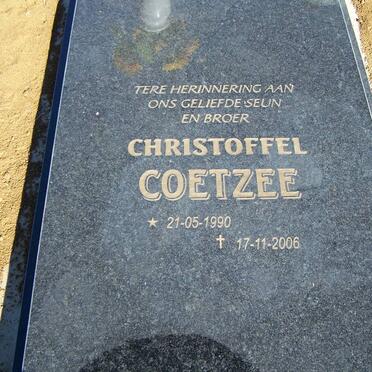 TERE HERINNERING AAN
ONS GELIEFDE SEUN
EN BROER
CHRISTOFFEL
COETZEE
★ 21-05-1990
✝ 17-11-2006